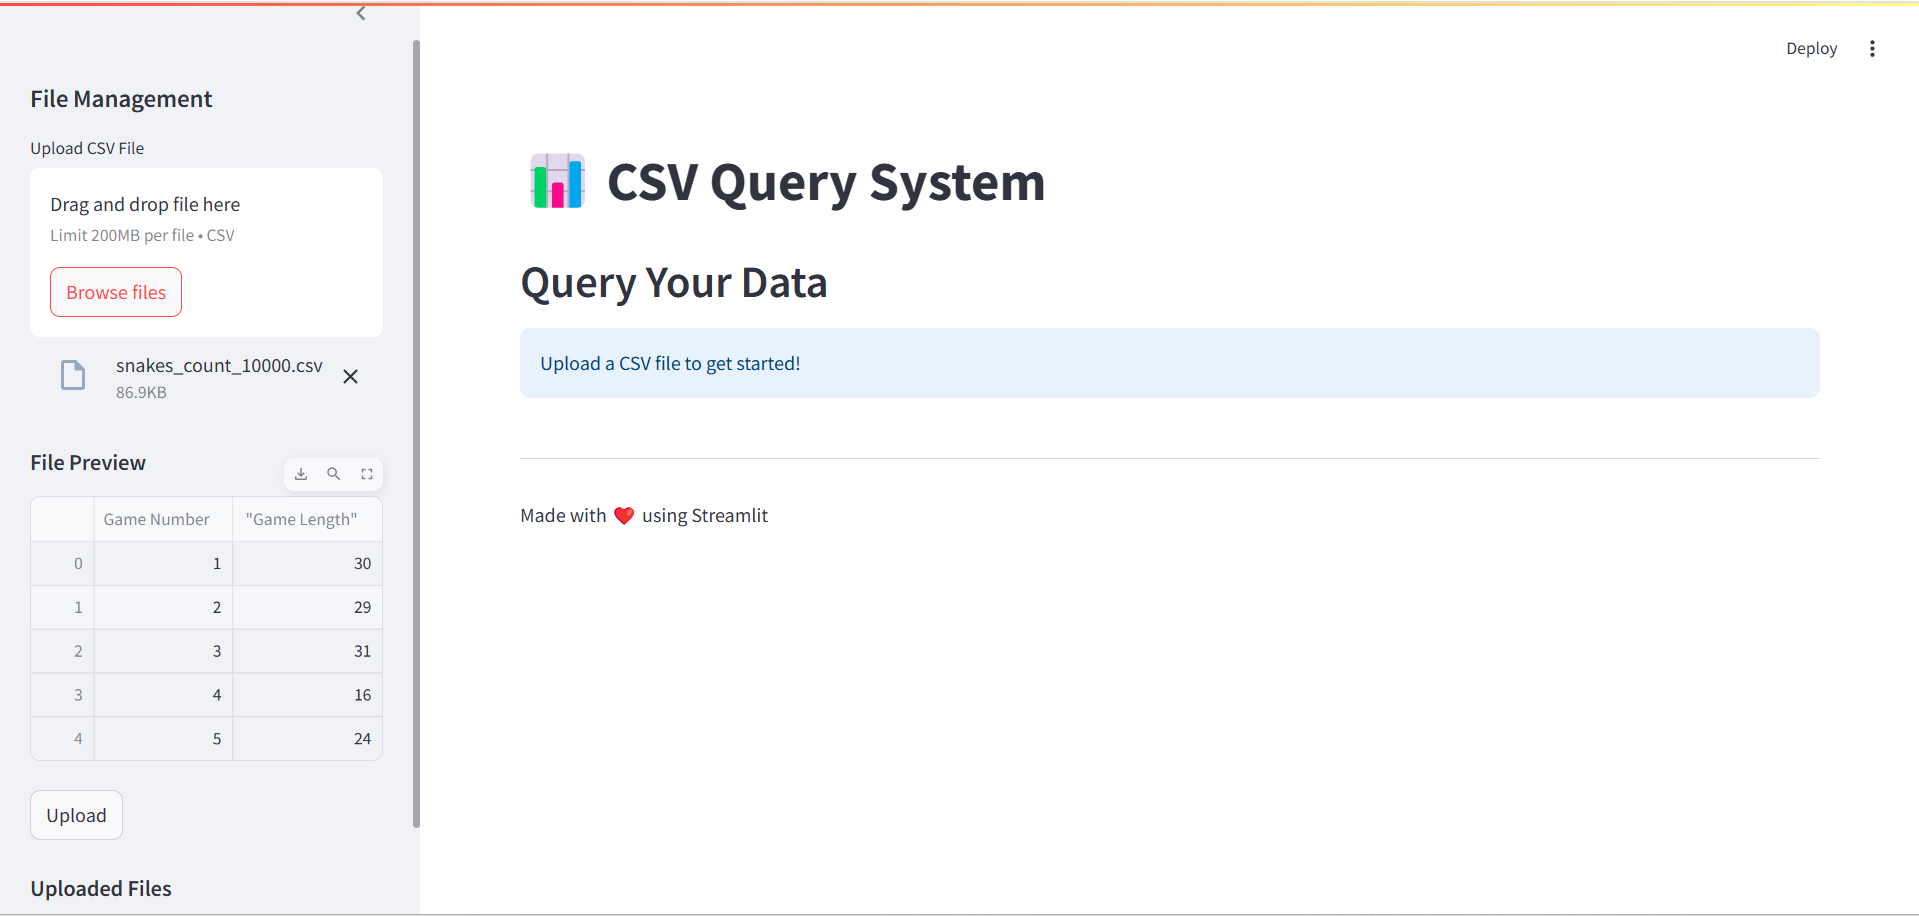 Deploy
File Management
Upload CSV File
Drag and drop file here
Limit 200MB per file • CSV
Browse files
snakes_count_10000.csv
86.9KB
File Preview
Game Number "Game Length"
0 1 30
1 2 29
2 3 31
3 4 16
4 5 24
Upload
Uploaded Files
CSV Query System
Query Your Data
Upload a CSV file to get started!
Made with ❤️ using Streamlit